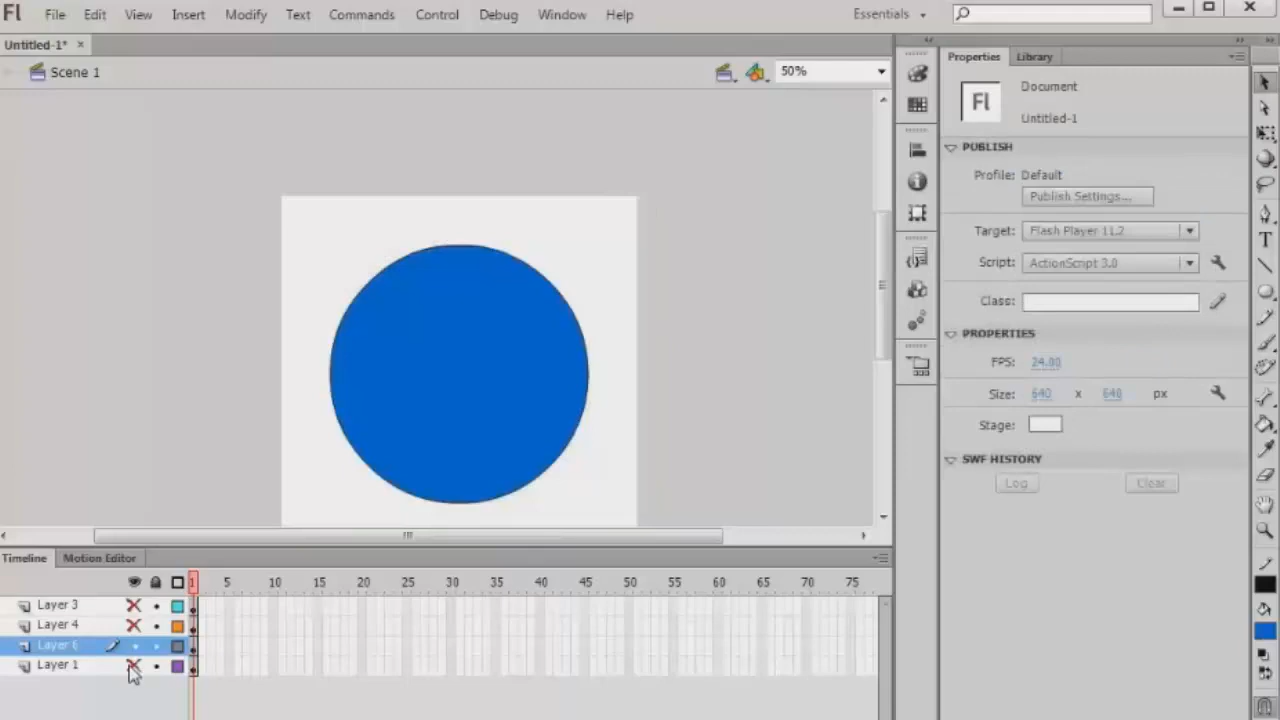 Fl File Edit View Insert Modify Text Commands Control Debug Window Help Essentials
Untitled-1* ×
Scene 1 50%
Properties Library
Fl Document
Untitled-1
PUBLISH
Profile: Default
Publish Settings...
Target: Flash Player 11.2
Script: ActionScript 3.0
Class:
PROPERTIES
FPS: 24.00
Size: 640 x 640 px
Stage:
SWF HISTORY
Log Clear
Timeline Motion Editor
1 5 10 15 20 25 30 35 40 45 50 55 60 65 70 75
Layer 3
Layer 4
Layer 6
Layer 1